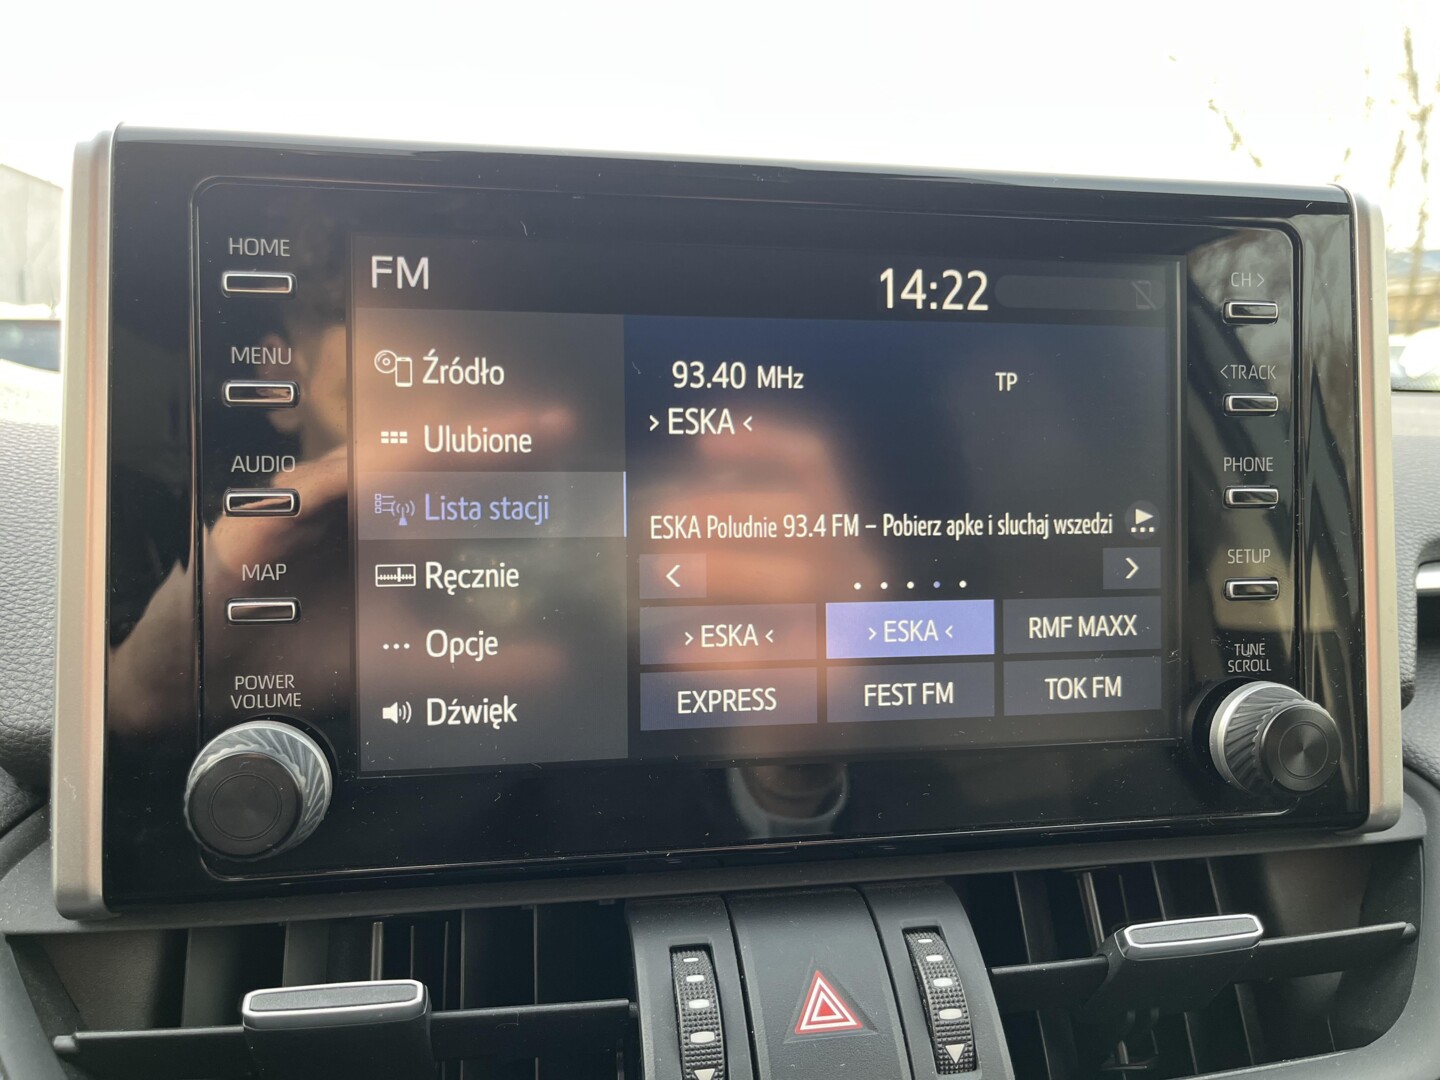 HOME
MENU
AUDIO
MAP
POWER
VOLUME
FM
14:22
Źródło
Ulubione
Lista stacji
Ręcznie
Opcje
Dźwięk
93.40 MHz
TP
› ESKA ‹
ESKA Poludnie 93.4 FM – Pobierz apke i sluchaj wszedzi
<
>
› ESKA ‹
› ESKA ‹
RMF MAXX
EXPRESS
FEST FM
TOK FM
CH >
< TRACK
PHONE
SETUP
TUNE
SCROLL